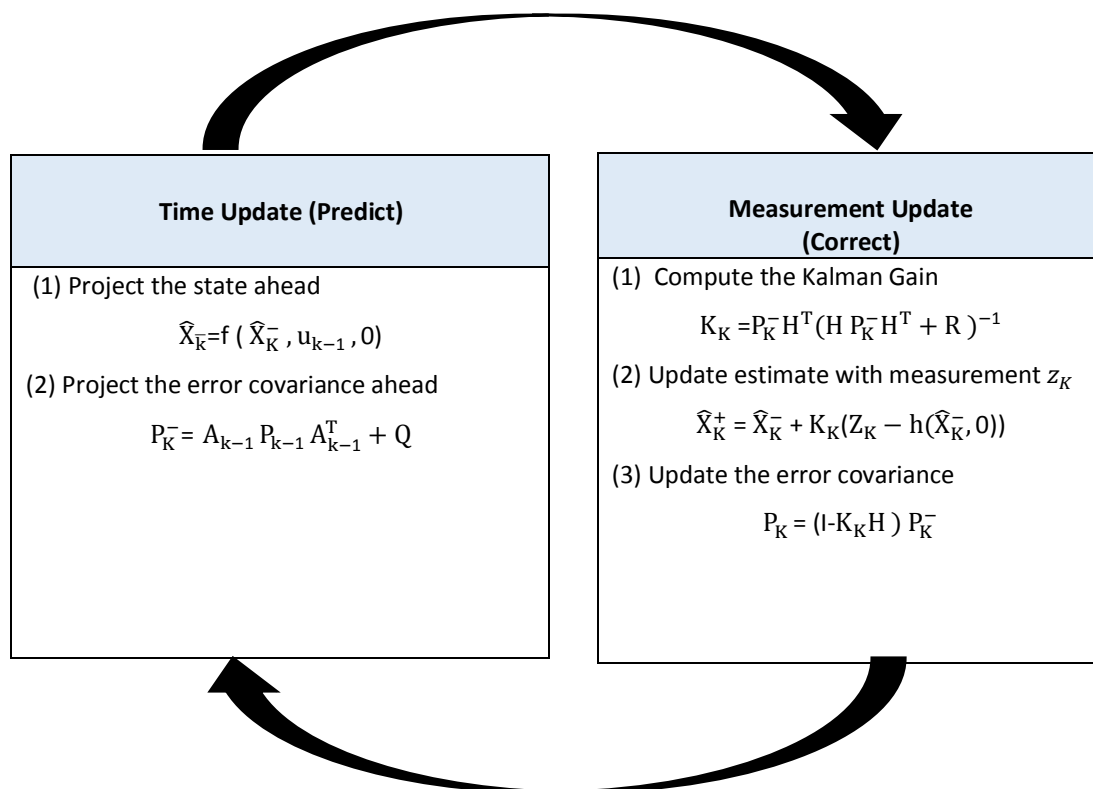 Time Update (Predict)
(1) Project the state ahead
X̂k̄=f ( X̂K⁻ , uk−1 , 0)
(2) Project the error covariance ahead
PK⁻= Ak−1 Pk−1 Aᵀk−1 + Q
Measurement Update
(Correct)
(1) Compute the Kalman Gain
KK =PK⁻Hᵀ(H PK⁻Hᵀ + R )⁻¹
(2) Update estimate with measurement zK
X̂K⁺ = X̂K⁻ + KK(ZK − h(X̂K⁻, 0))
(3) Update the error covariance
PK = (I-KKH ) PK⁻